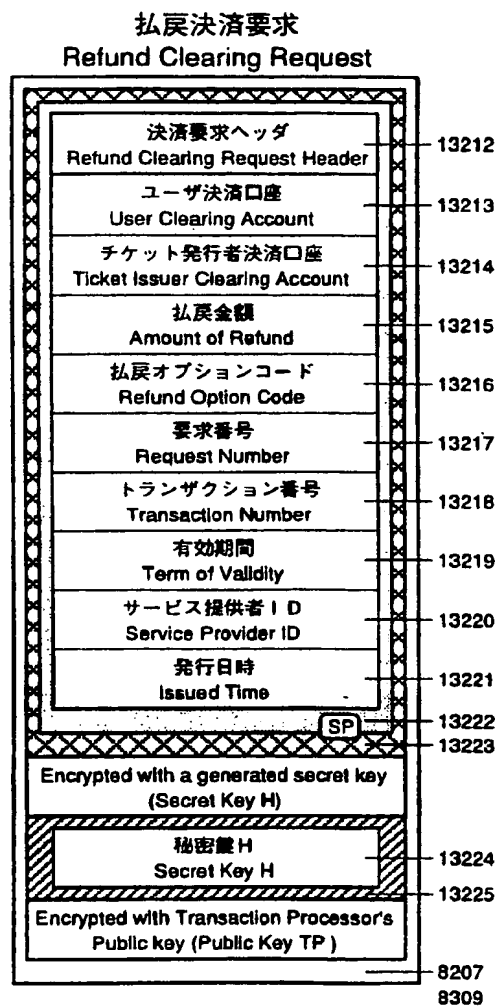 払戻決済要求
Refund Clearing Request
決済要求ヘッダ
Refund Clearing Request Header
13212
ユーザ決済口座
User Clearing Account
13213
チケット発行者決済口座
Ticket Issuer Clearing Account
13214
払戻金額
Amount of Refund
13215
払戻オプションコード
Refund Option Code
13216
要求番号
Request Number
13217
トランザクション番号
Transaction Number
13218
有効期間
Term of Validity
13219
サービス提供者ID
Service Provider ID
13220
発行日時
Issued Time
13221
SP
13222
13223
Encrypted with a generated secret key
(Secret Key H)
秘密鍵H
Secret Key H
13224
13225
Encrypted with Transaction Processor's
Public key (Public Key TP )
8207
8309